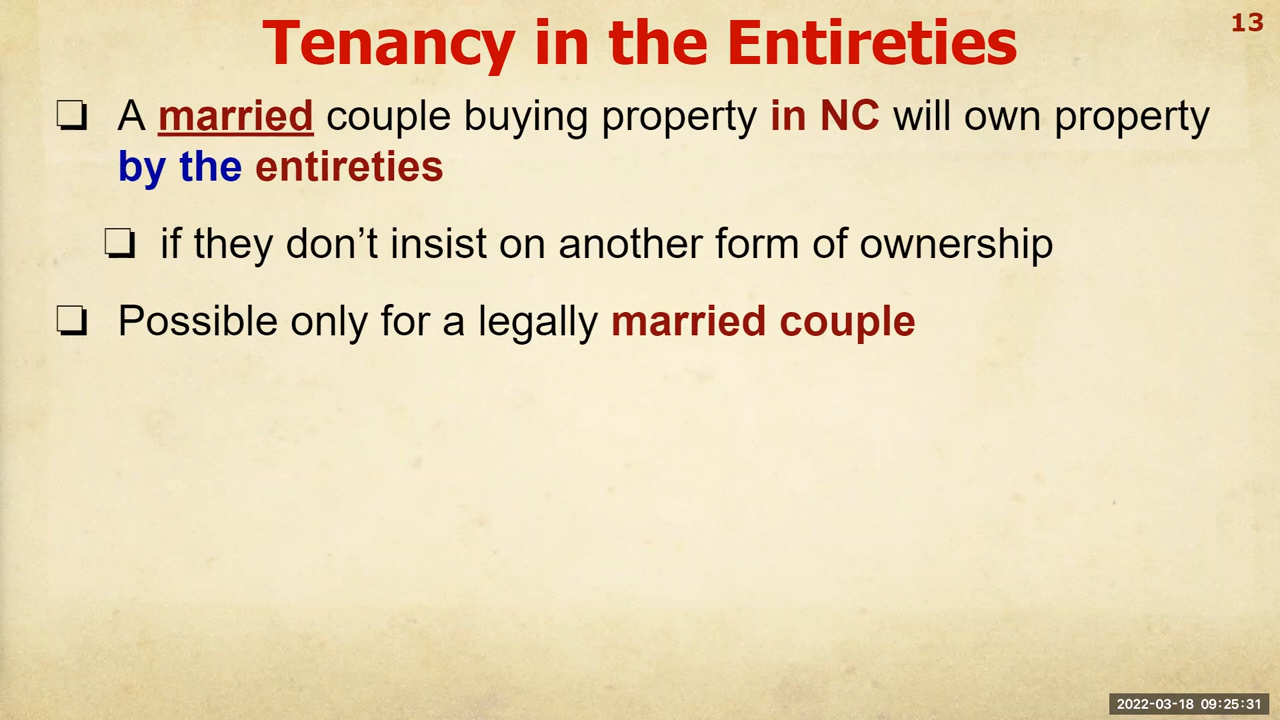 Tenancy in the Entireties
13
❏ A married couple buying property in NC will own property
by the entireties
❏ if they don’t insist on another form of ownership
❏ Possible only for a legally married couple
2022-03-18 09:25:31